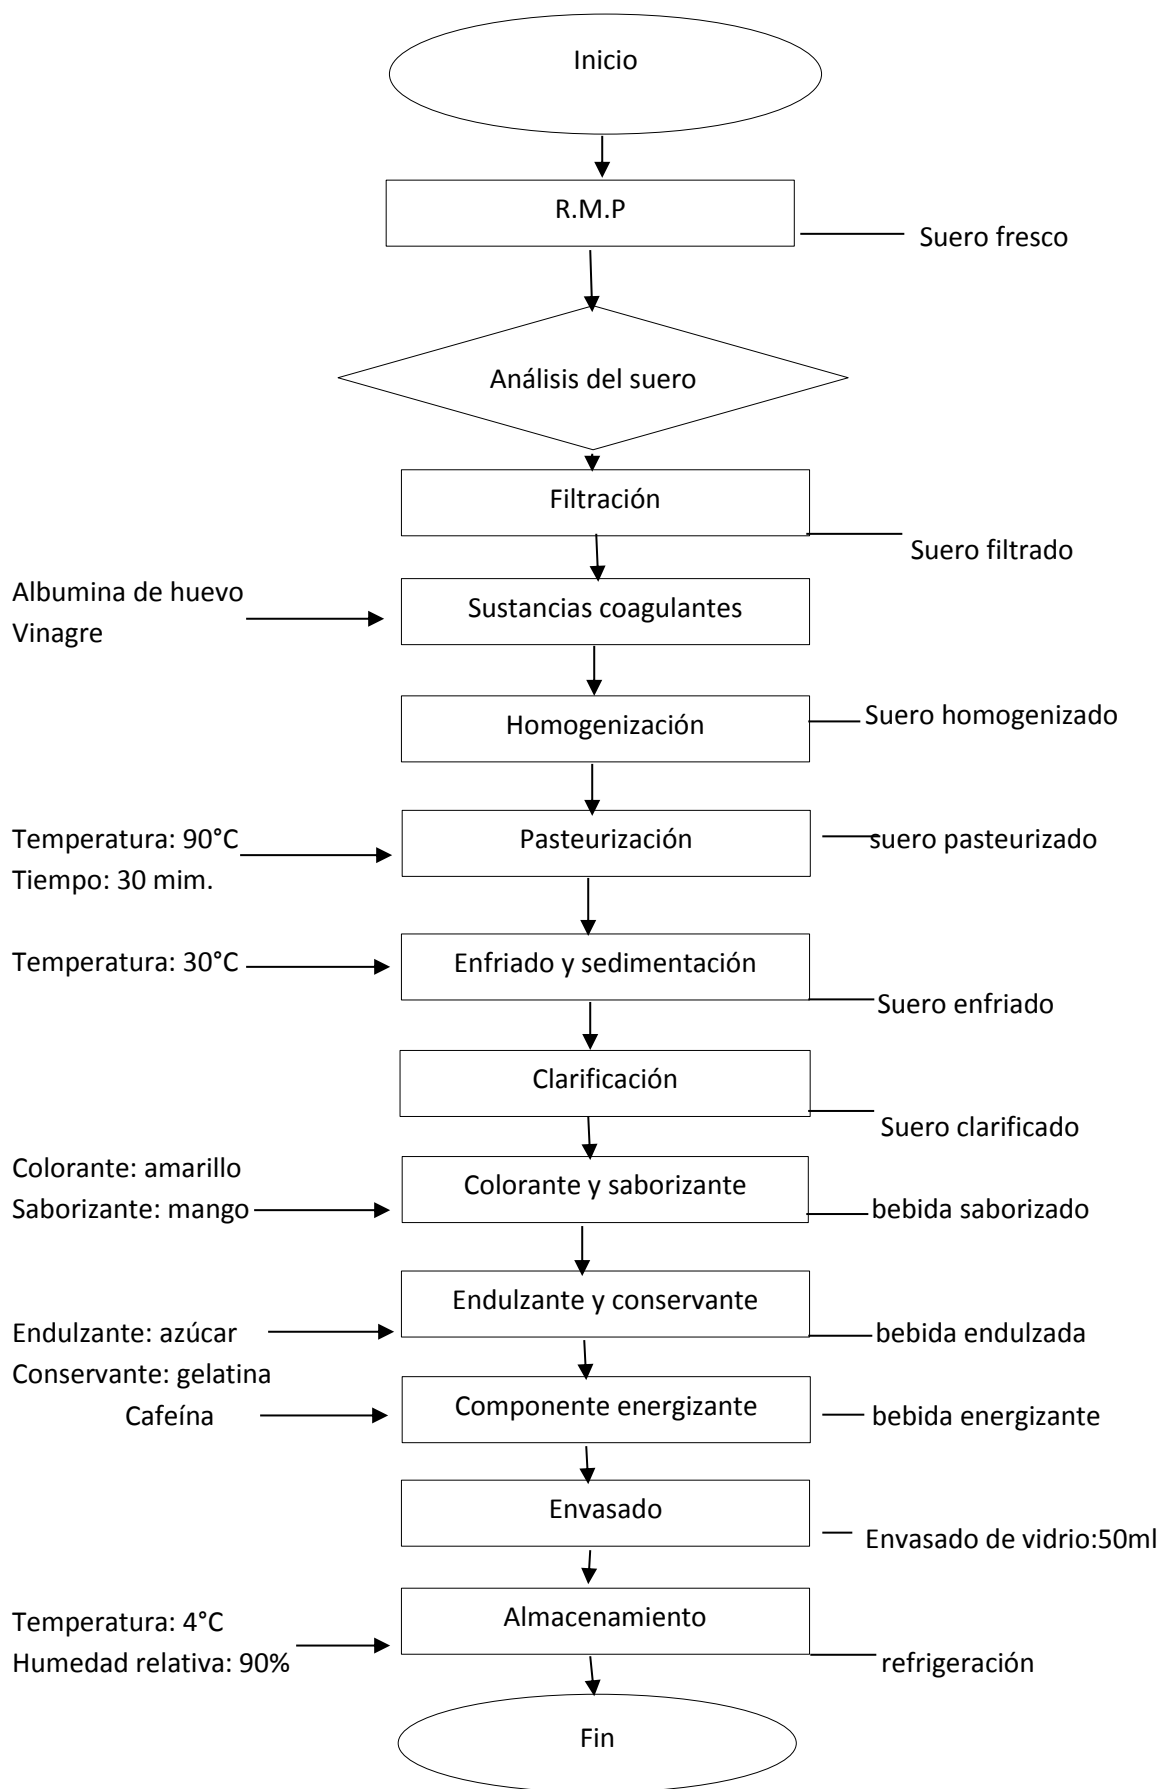 Inicio
R.M.P
Suero fresco
Análisis del suero
Filtración
Suero filtrado
Albumina de huevo
Vinagre
Sustancias coagulantes
Homogenización
Suero homogenizado
Temperatura: 90°C
Tiempo: 30 mim.
Pasteurización
suero pasteurizado
Temperatura: 30°C
Enfriado y sedimentación
Suero enfriado
Clarificación
Suero clarificado
Colorante: amarillo
Saborizante: mango
Colorante y saborizante
bebida saborizado
Endulzante y conservante
Endulzante: azúcar
Conservante: gelatina
bebida endulzada
Cafeína
Componente energizante
bebida energizante
Envasado
Envasado de vidrio:50ml
Almacenamiento
Temperatura: 4°C
Humedad relativa: 90%
refrigeración
Fin